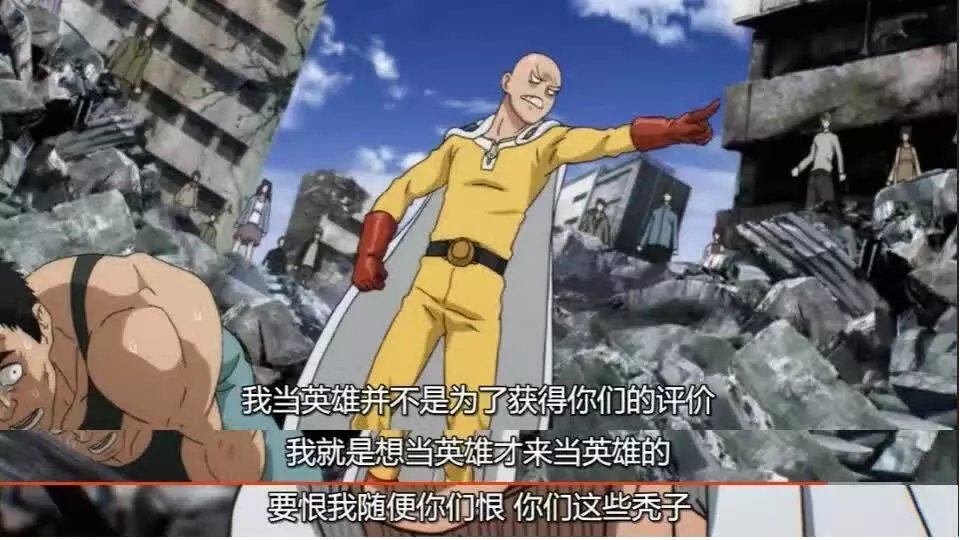 我当英雄并不是为了获得你们的评价
我就是想当英雄才来当英雄的
要恨我随便你们恨 你们这些秃子